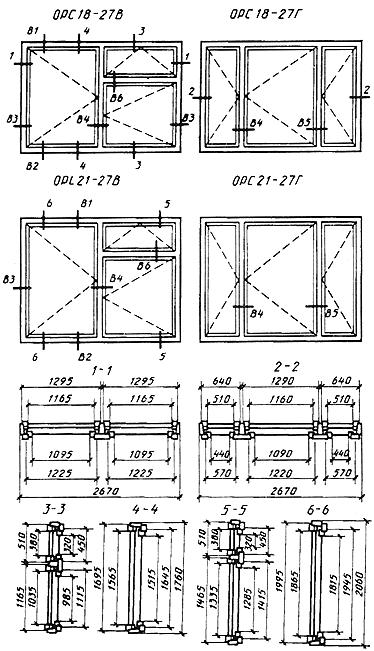 ОРС 18-27В ОРС 18-27Г
В1 4 3
1 1
В6
2 2
В3 В4 В3 В4 В5
В2 4 3
ОРС 21-27В ОРС 21-27Г
6 В1 5
В6
В3 В4 В4 В5
6 В2 5
1-1 2-2
1295 1295 640 1290 640
1165 1165 510 1160 510
1095 1095 440 1090 440
1225 1225 570 1220 570
2670 2670
3-3 4-4 5-5 6-6
510 380 320 450
1165 1035 985 1115
1695 1565 1515 1645 1760
510 380 320 450
1465 1335 1285 1415
1995 1865 1815 1945 2060